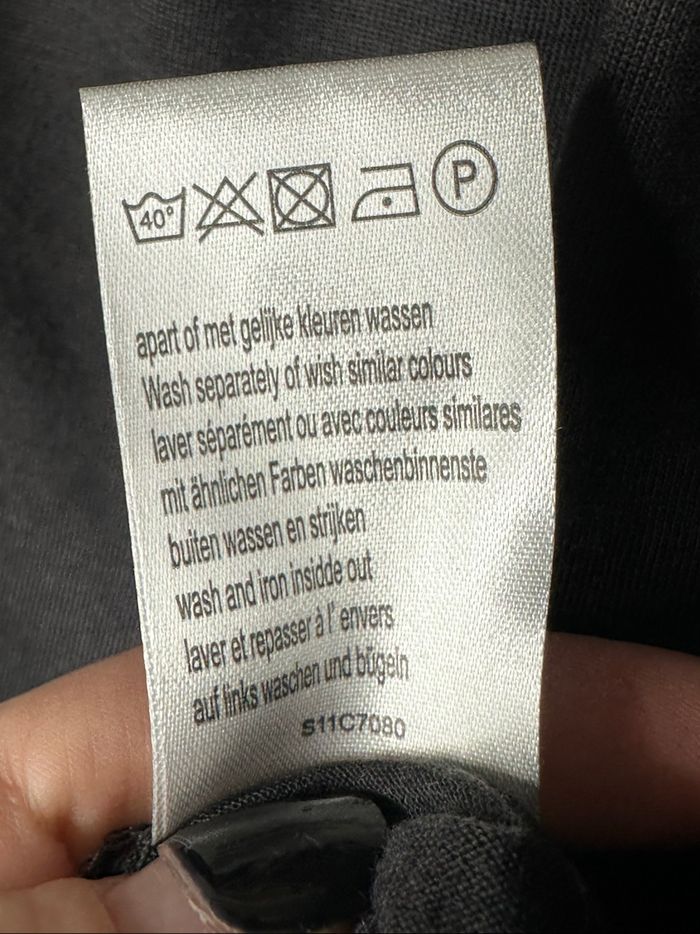 40° P
apart of met gelijke kleuren wassen
Wash separately of wish similar colours
laver séparément ou avec couleurs similares
mit ähnlichen Farben waschenbinnenste
buiten wassen en strijken
wash and iron insidde out
laver et repasser à l' envers
auf links waschen und bügeln
S11C7080